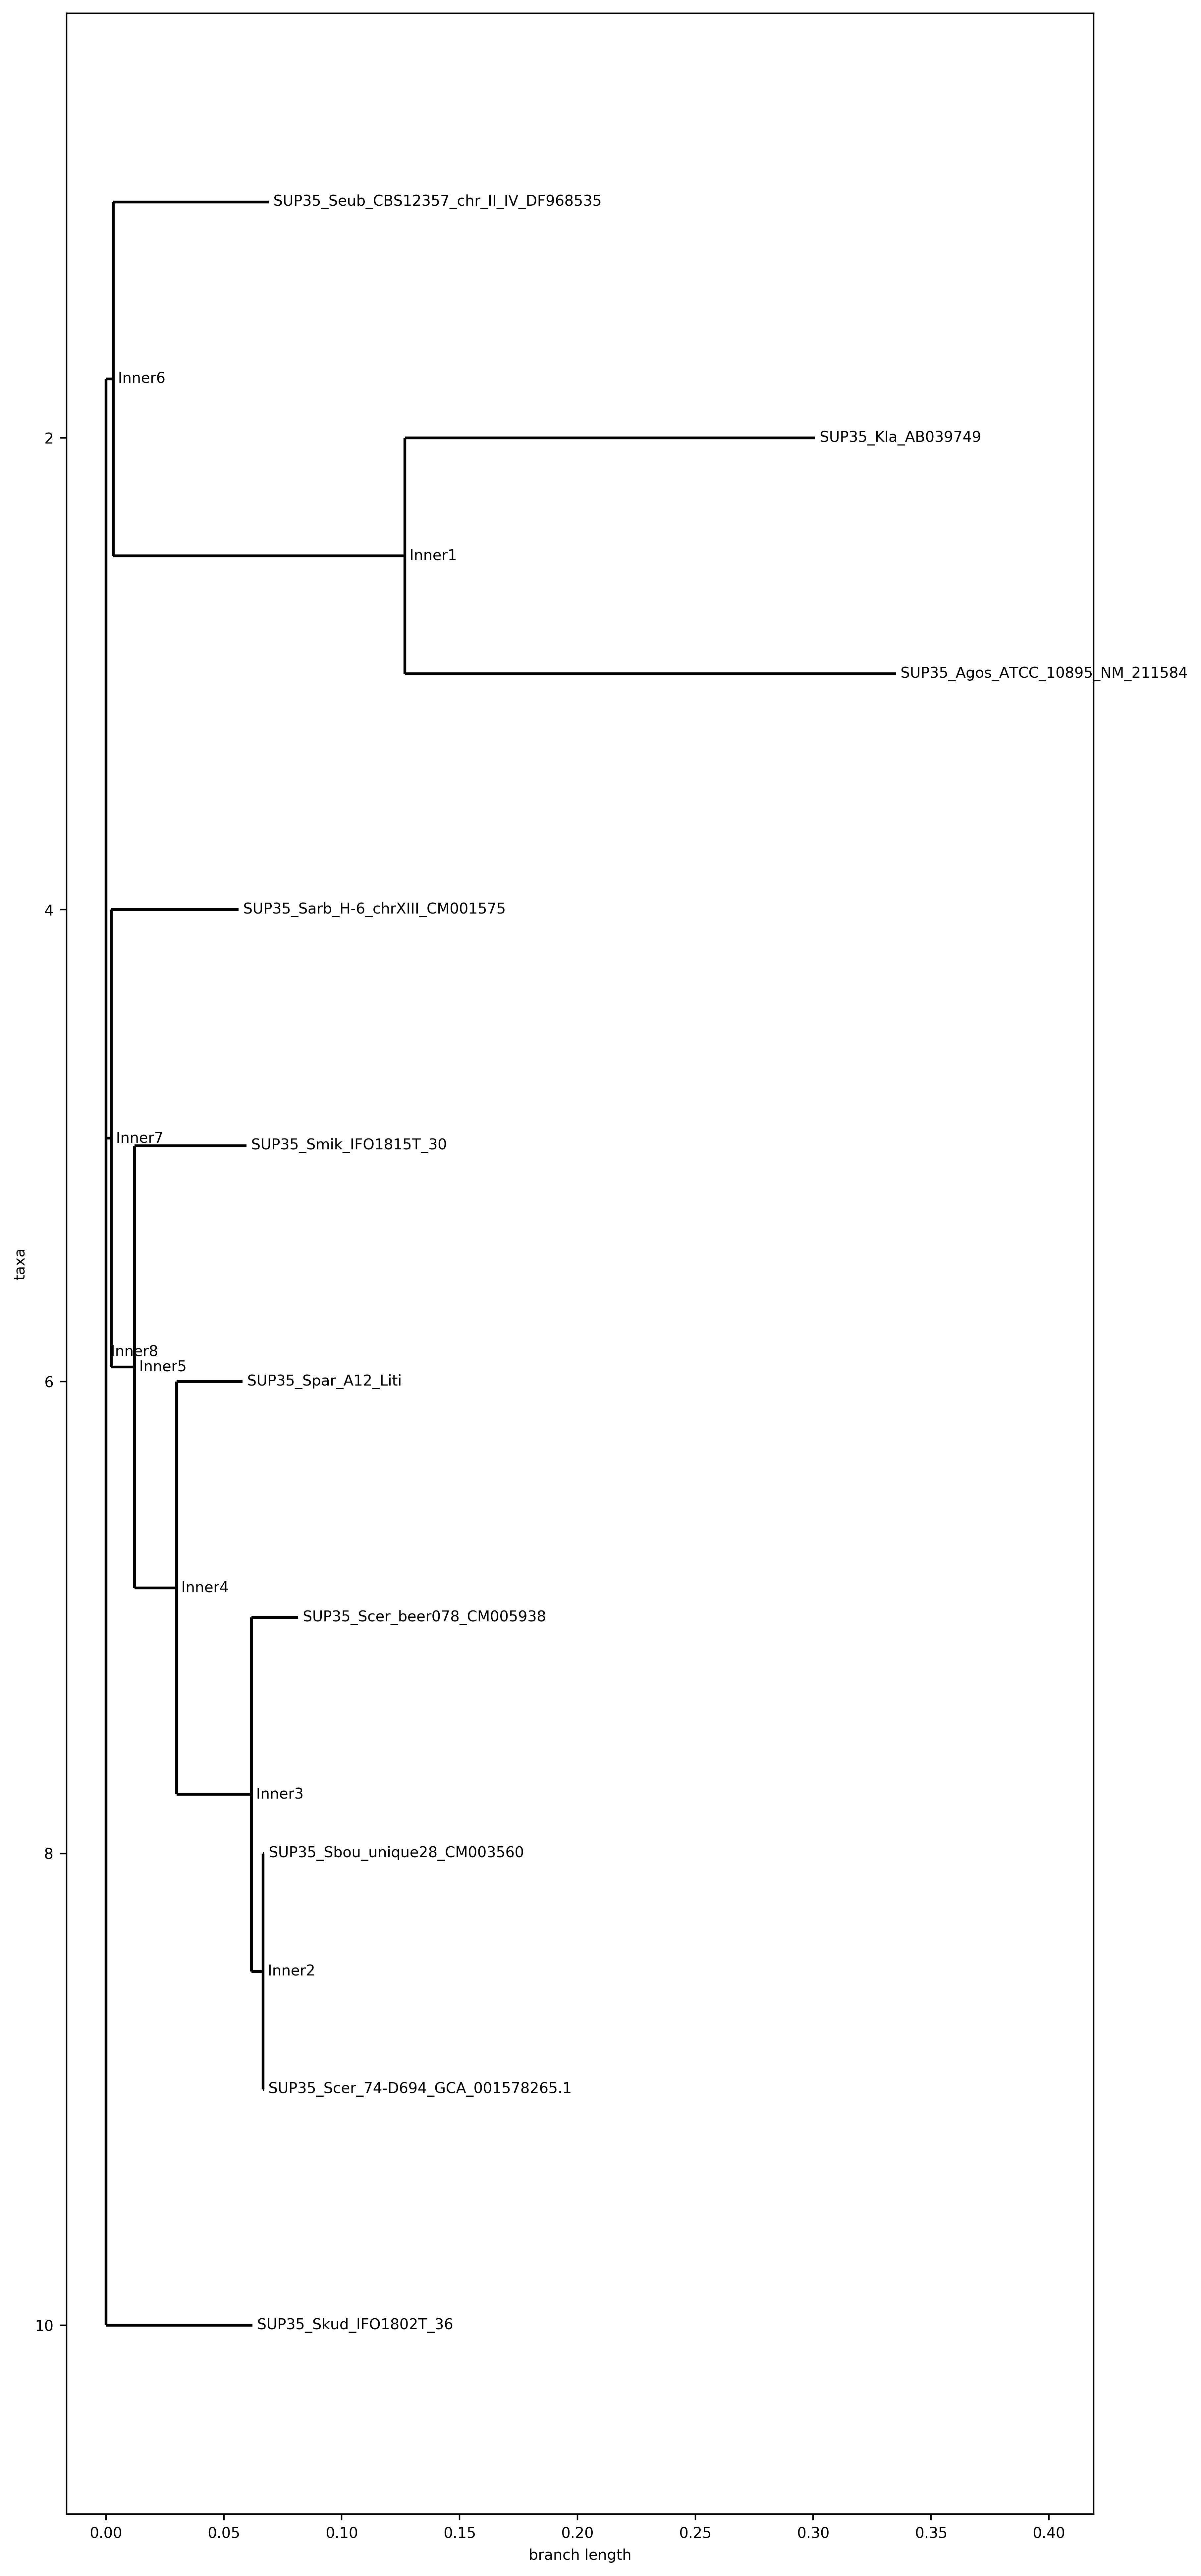 SUP35_Seub_CBS12357_chr_II_IV_DF968535
Inner6
2
SUP35_Kla_AB039749
Inner1
SUP35_Agos_ATCC_10895_NM_211584
4
SUP35_Sarb_H-6_chrXIII_CM001575
Inner7
SUP35_Smik_IFO1815T_30
taxa
Inner8
Inner5
6
SUP35_Spar_A12_Liti
Inner4
SUP35_Scer_beer078_CM005938
Inner3
8
SUP35_Sbou_unique28_CM003560
Inner2
SUP35_Scer_74-D694_GCA_001578265.1
10
SUP35_Skud_IFO1802T_36
0.00 0.05 0.10 0.15 0.20 0.25 0.30 0.35 0.40
branch length